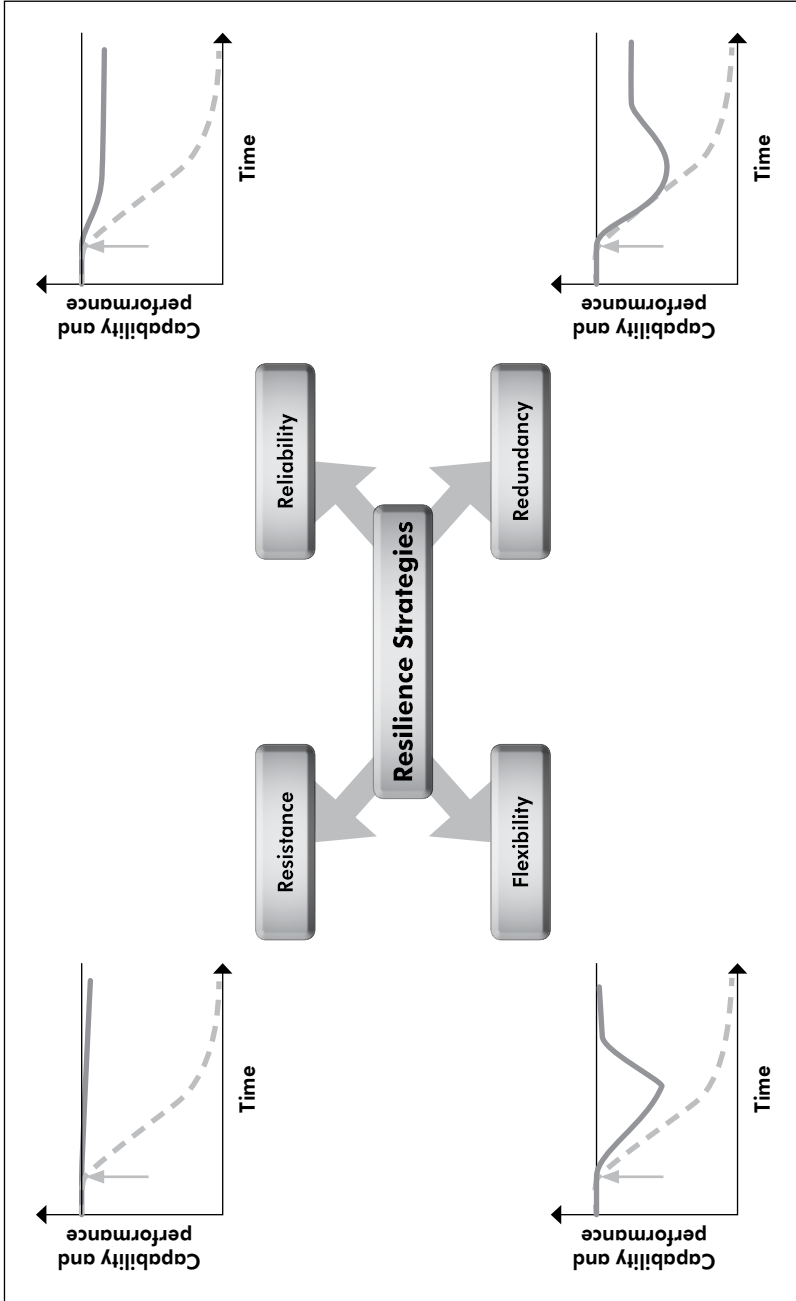 Capability and
performance
Time
Capability and
performance
Time
Resistance
Reliability
Resilience Strategies
Flexibility
Redundancy
Capability and
performance
Time
Capability and
performance
Time